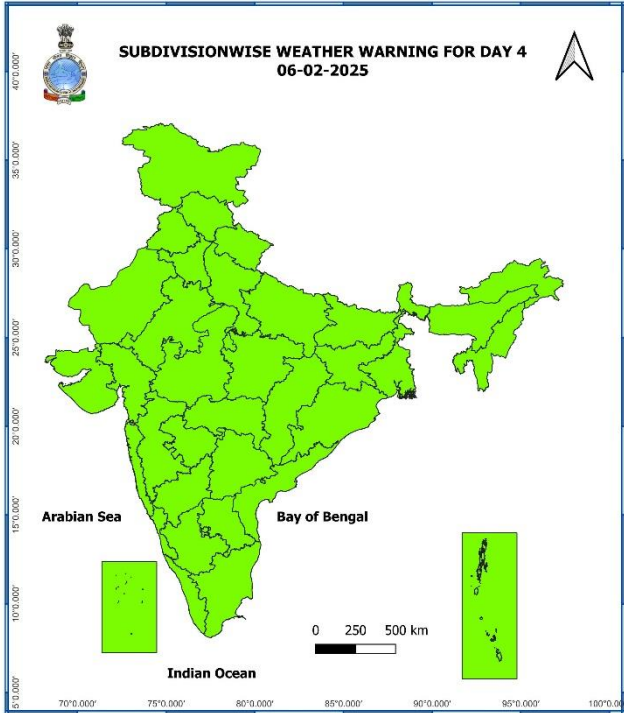 SUBDIVISIONWISE WEATHER WARNING FOR DAY 4
06-02-2025
40°0.000'
35°0.000'
30°0.000'
25°0.000'
20°0.000'
15°0.000'
10°0.000'
5°0.000'
Arabian Sea
Bay of Bengal
0 250 500 km
Indian Ocean
70°0.000' 75°0.000' 80°0.000' 85°0.000' 90°0.000' 95°0.000' 100°0.0